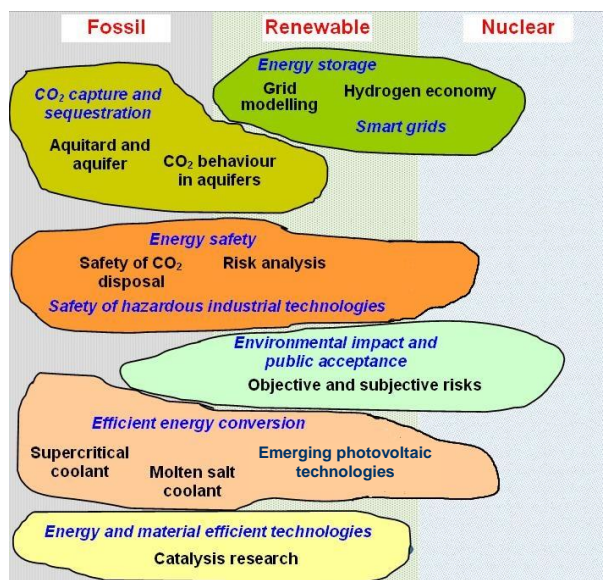 Fossil Renewable Nuclear
CO₂ capture and
sequestration
Aquitard and
aquifer
CO₂ behaviour
in aquifers
Energy storage
Grid
modelling
Hydrogen economy
Smart grids
Energy safety
Safety of CO₂
disposal
Risk analysis
Safety of hazardous industrial technologies
Environmental impact and
public acceptance
Objective and subjective risks
Efficient energy conversion
Supercritical
coolant
Molten salt
coolant
Emerging photovoltaic
technologies
Energy and material efficient technologies
Catalysis research